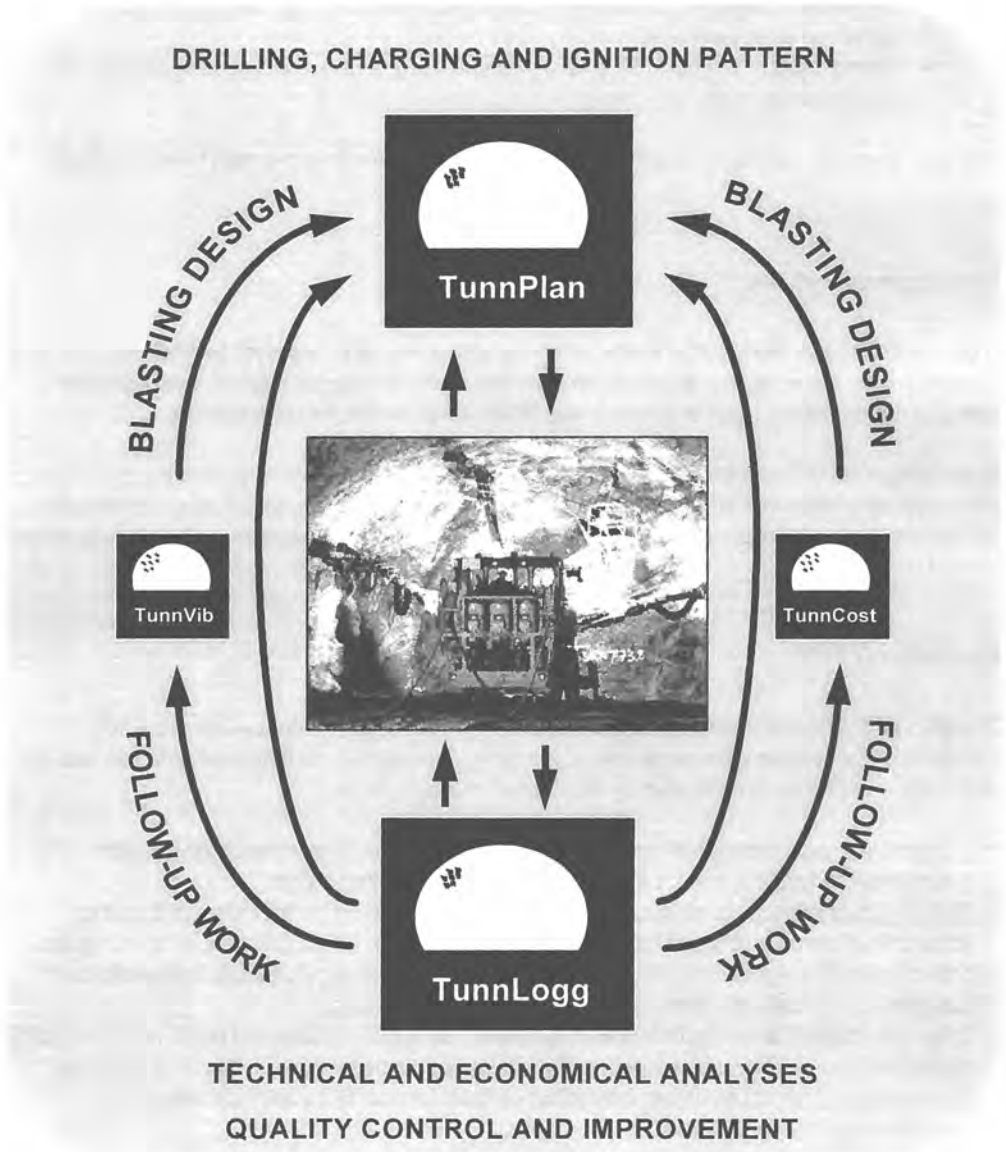 DRILLING, CHARGING AND IGNITION PATTERN
BLASTING DESIGN
TunnPlan
BLASTING DESIGN
TunnVib
TunnCost
FOLLOW-UP WORK
FOLLOW-UP WORK
TunnLogg
TECHNICAL AND ECONOMICAL ANALYSES
QUALITY CONTROL AND IMPROVEMENT